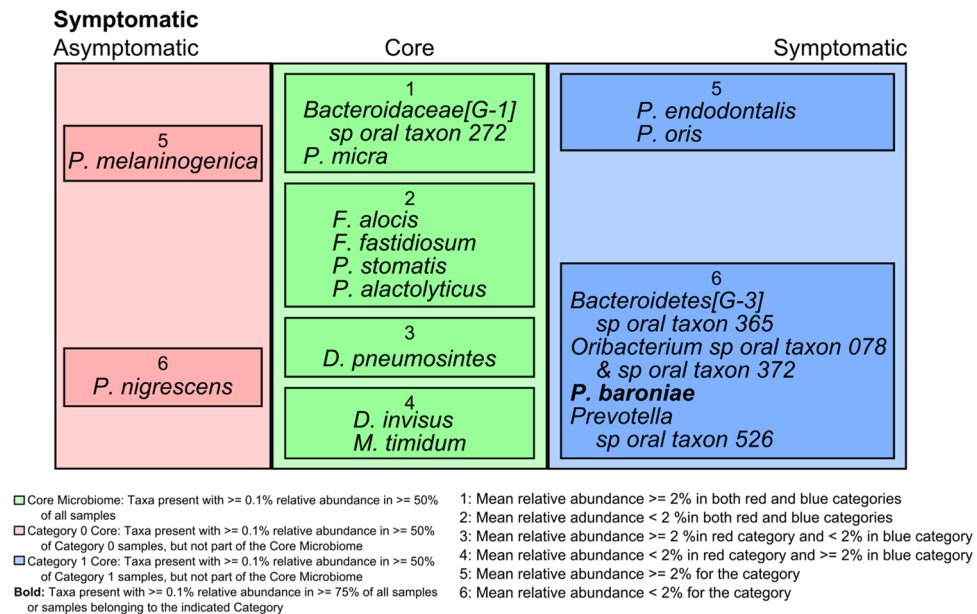 Symptomatic
Asymptomatic
Core
Symptomatic
5
P. melaninogenica
6
P. nigrescens
1
Bacteroidaceae[G-1]
sp oral taxon 272
P. micra
2
F. alocis
F. fastidiosum
P. stomatis
P. alactolyticus
3
D. pneumosintes
4
D. invisus
M. timidum
5
P. endodontalis
P. oris
6
Bacteroidetes[G-3]
sp oral taxon 365
Oribacterium sp oral taxon 078
& sp oral taxon 372
P. baroniae
Prevotella
sp oral taxon 526
Core Microbiome: Taxa present with >= 0.1% relative abundance in >= 50%
of all samples
Category 0 Core: Taxa present with >= 0.1% relative abundance in >= 50%
of Category 0 samples, but not part of the Core Microbiome
Category 1 Core: Taxa present with >= 0.1% relative abundance in >= 50%
of Category 1 samples, but not part of the Core Microbiome
Bold: Taxa present with >= 0.1% relative abundance in >= 75% of all samples
or samples belonging to the indicated Category
1: Mean relative abundance >= 2% in both red and blue categories
2: Mean relative adundance < 2 %in both red and blue categories
3: Mean relative abundance >= 2 %in red category and < 2% in blue category
4: Mean relative abundance < 2% in red category and >= 2% in blue category
5: Mean relative abundance >= 2% for the category
6: Mean relative abundance < 2% for the category